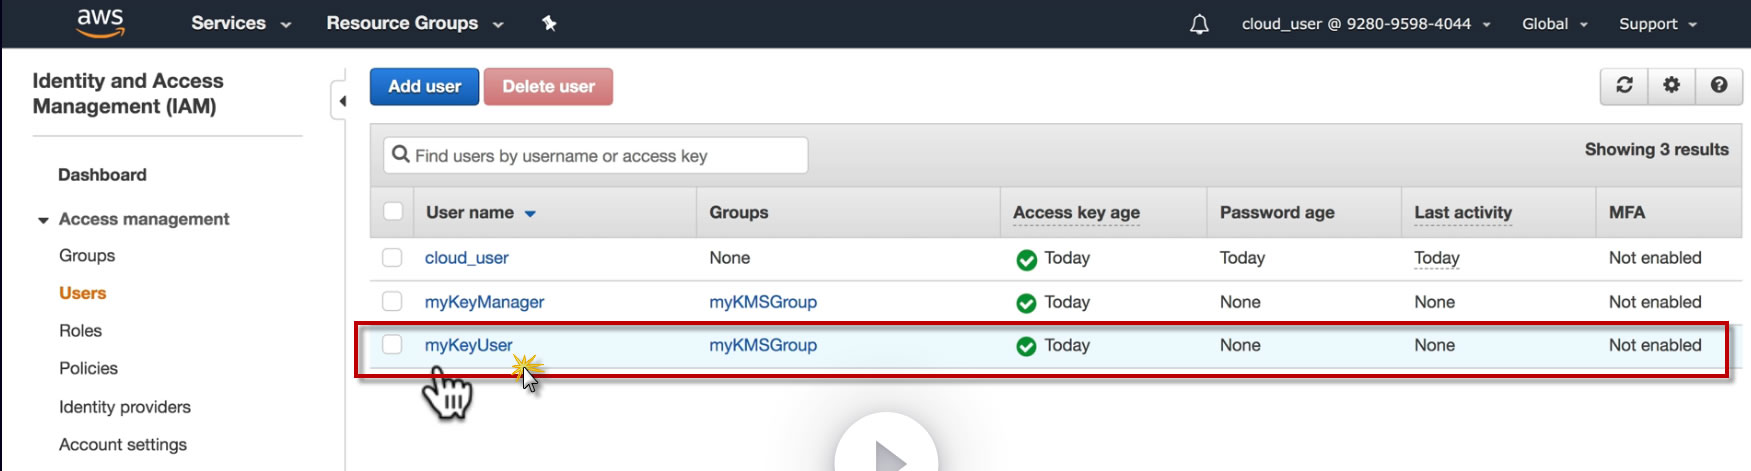 aws
Services
Resource Groups
cloud_user @ 9280-9598-4044
Global
Support
Identity and Access
Management (IAM)
Dashboard
Access management
Groups
Users
Roles
Policies
Identity providers
Account settings
Add user
Delete user
Find users by username or access key
Showing 3 results
User name Groups Access key age Password age Last activity MFA
cloud_user None Today Today Today Not enabled
myKeyManager myKMSGroup Today None None Not enabled
myKeyUser myKMSGroup Today None None Not enabled